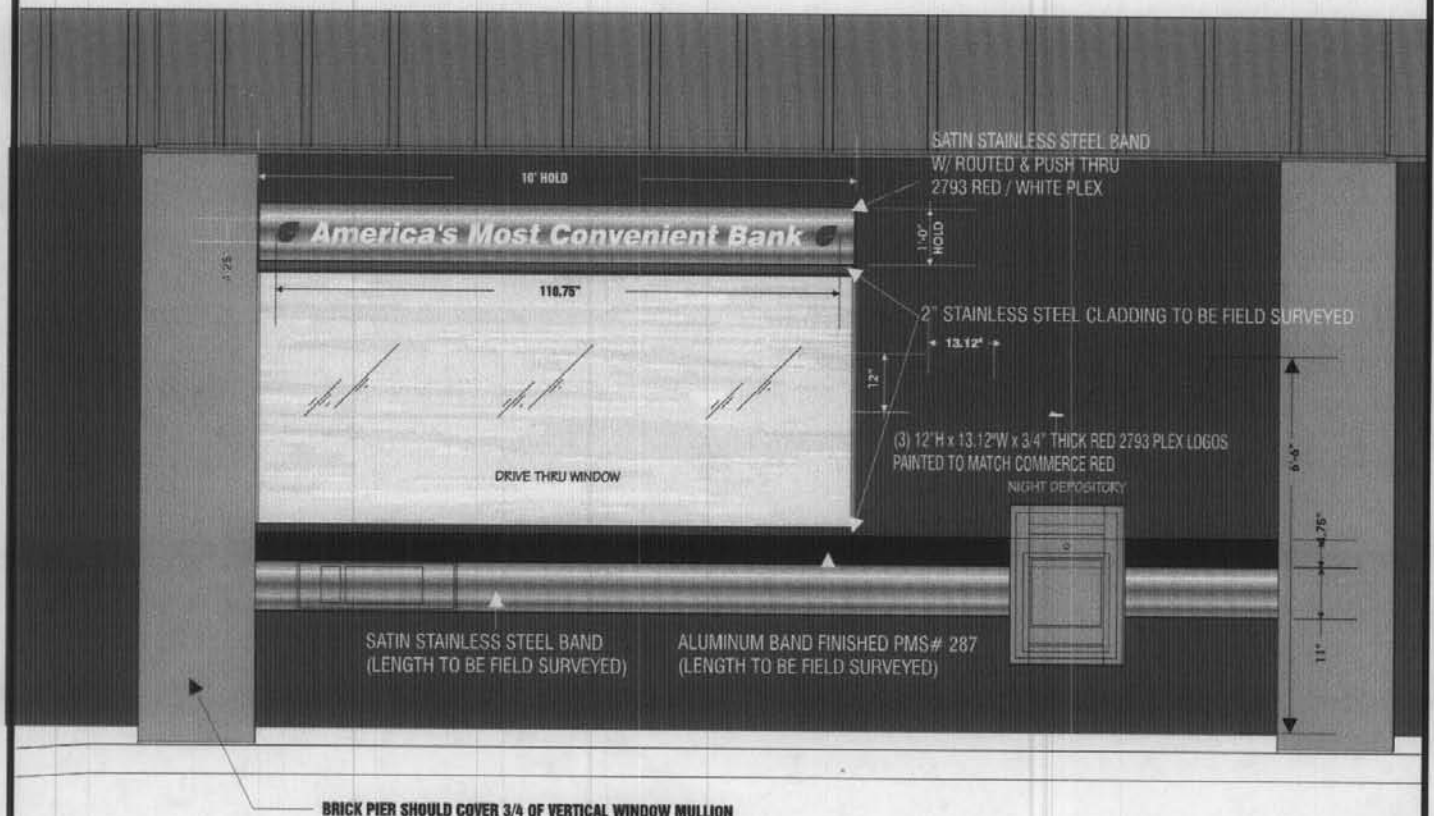 SATIN STAINLESS STEEL BAND
W/ ROUTED & PUSH THRU
2793 RED / WHITE PLEX
10' HOLD
America's Most Convenient Bank
1'-0"
HOLD
118.75"
2" STAINLESS STEEL CLADDING TO BE FIELD SURVEYED
13.12"
12"
(3) 12"H x 13.12"W x 3/4" THICK RED 2793 PLEX LOGOS
PAINTED TO MATCH COMMERCE RED
NIGHT DEPOSITORY
DRIVE THRU WINDOW
6'-6"
4.75"
11"
SATIN STAINLESS STEEL BAND
(LENGTH TO BE FIELD SURVEYED)
ALUMINUM BAND FINISHED PMS# 287
(LENGTH TO BE FIELD SURVEYED)
BRICK PIER SHOULD COVER 3/4 OF VERTICAL WINDOW MULLION